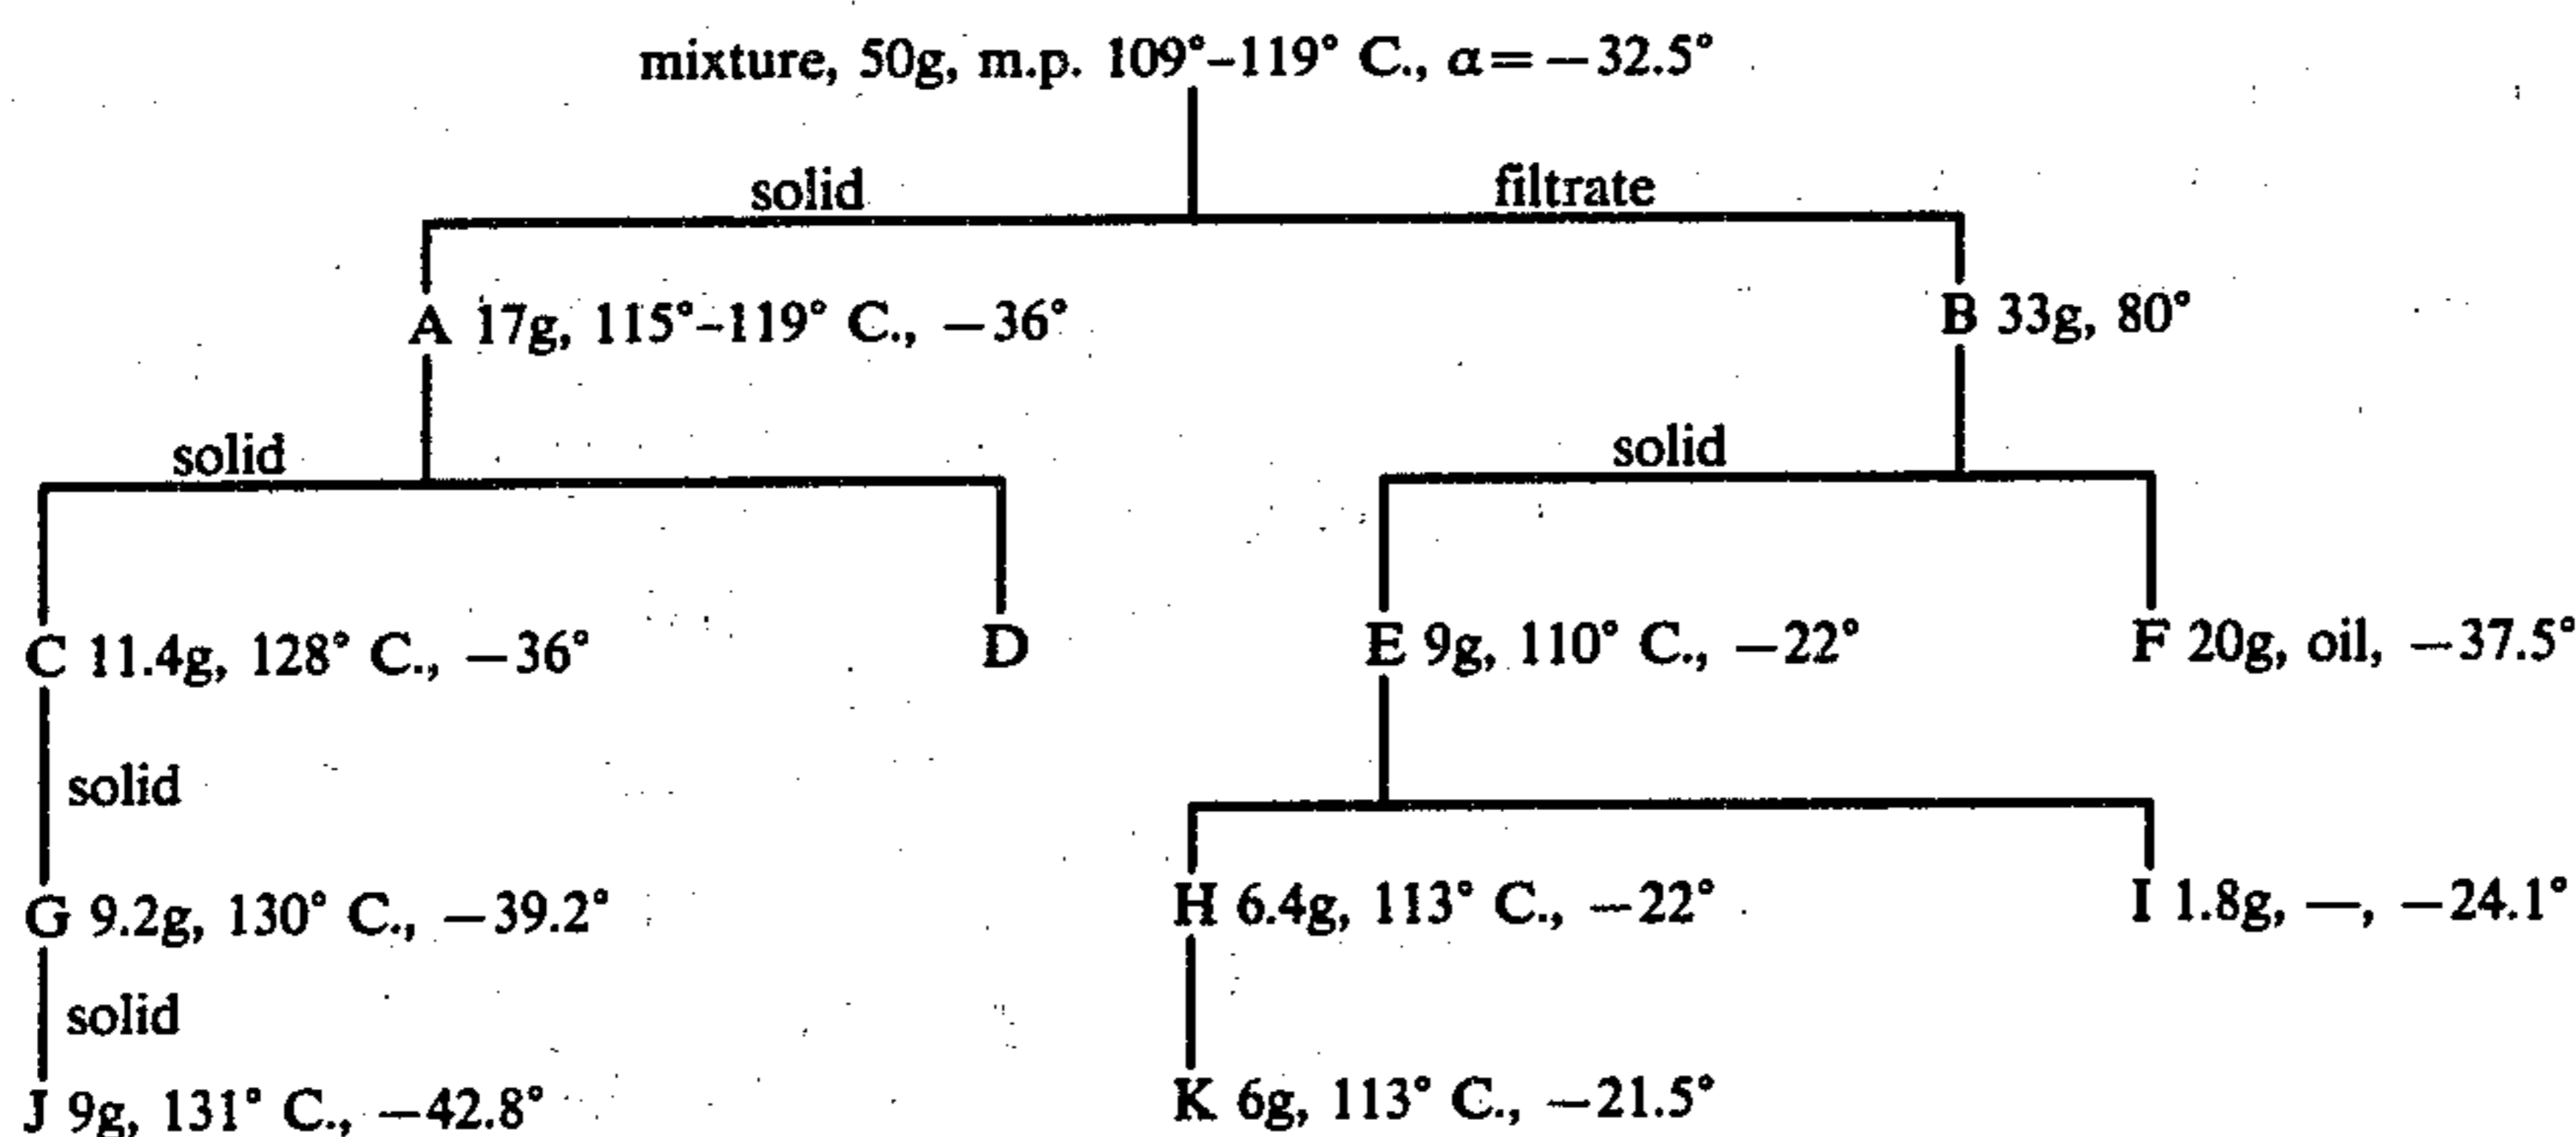 mixture, 50g, m.p. 109°–119° C., α = −32.5°
solid
filtrate
A 17g, 115°–119° C., −36°
B 33g, 80°
solid
solid
C 11.4g, 128° C., −36°
D
E 9g, 110° C., −22°
F 20g, oil, −37.5°
solid
G 9.2g, 130° C., −39.2°
H 6.4g, 113° C., −22°
I 1.8g, —, −24.1°
solid
J 9g, 131° C., −42.8°
K 6g, 113° C., −21.5°